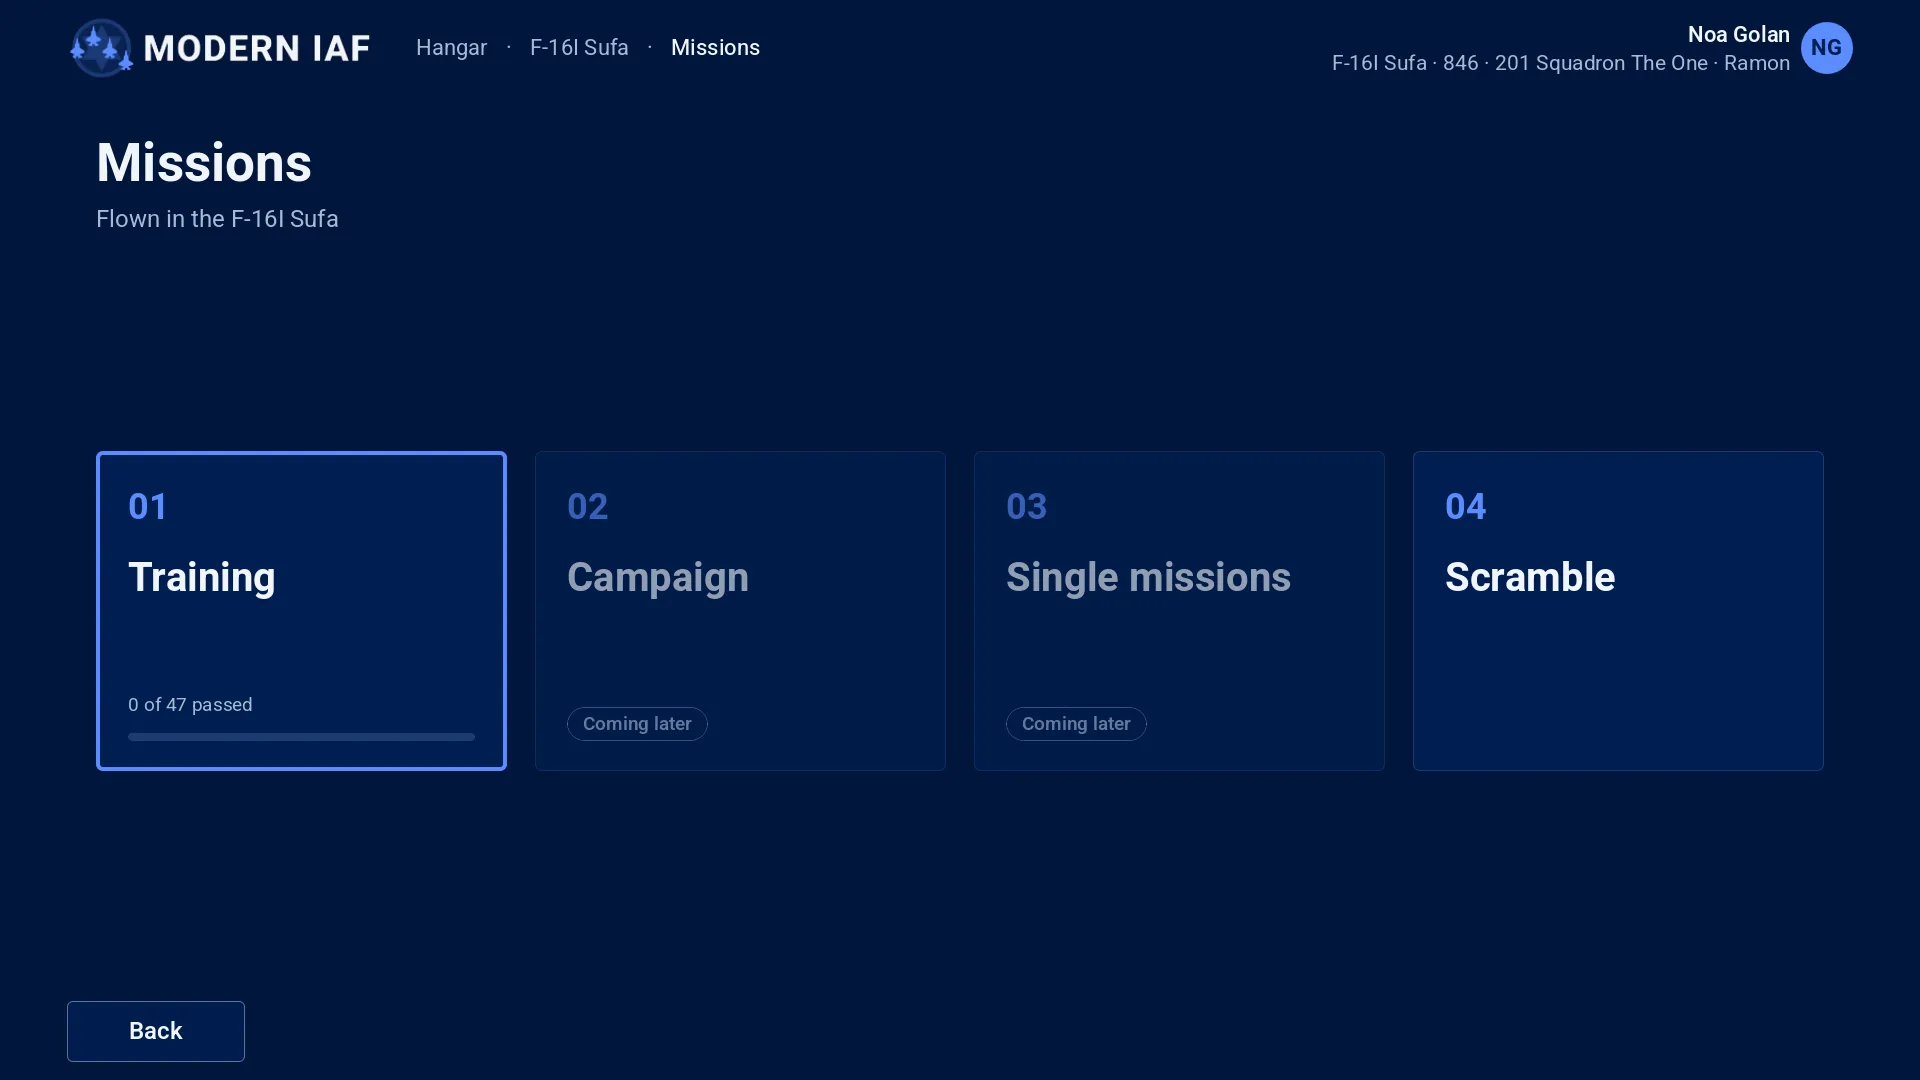 MODERN IAF
Hangar · F-16I Sufa · Missions
Noa Golan
F-16I Sufa · 846 · 201 Squadron The One · Ramon
NG
Missions
Flown in the F-16I Sufa
01
Training
0 of 47 passed
02
Campaign
Coming later
03
Single missions
Coming later
04
Scramble
Back